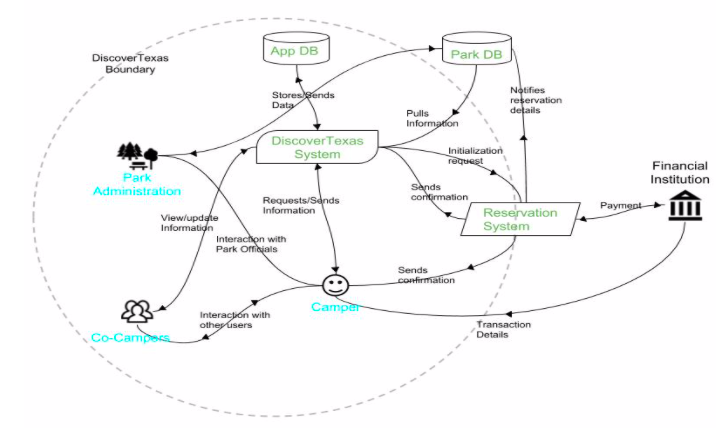 App DB
Park DB
DiscoverTexas
Boundary
Stores/Sends
Data
Notifies
reservation
details
Pulls
Information
DiscoverTexas
System
Initialization
request
Financial
Institution
Park
Administration
Sends
confirmation
Requests/Sends
Information
Payment
Reservation
System
View/update
Information
Interaction with
Park Officials
Sends
confirmation
Camper
Interaction with
other users
Co-Campers
Transaction
Details